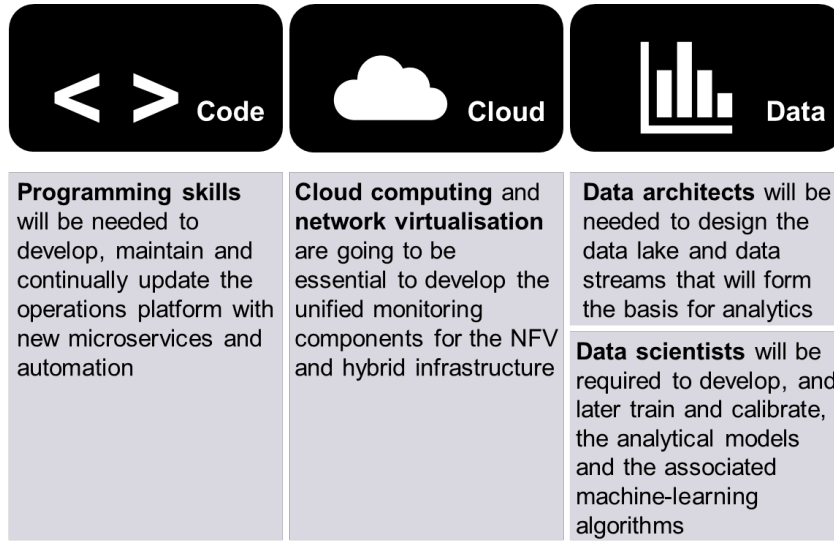 < > Code
Cloud
Data
Programming skills
will be needed to
develop, maintain and
continually update the
operations platform with
new microservices and
automation
Cloud computing and
network virtualisation
are going to be
essential to develop the
unified monitoring
components for the NFV
and hybrid infrastructure
Data architects will be
needed to design the
data lake and data
streams that will form
the basis for analytics
Data scientists will be
required to develop, and
later train and calibrate,
the analytical models
and the associated
machine-learning
algorithms